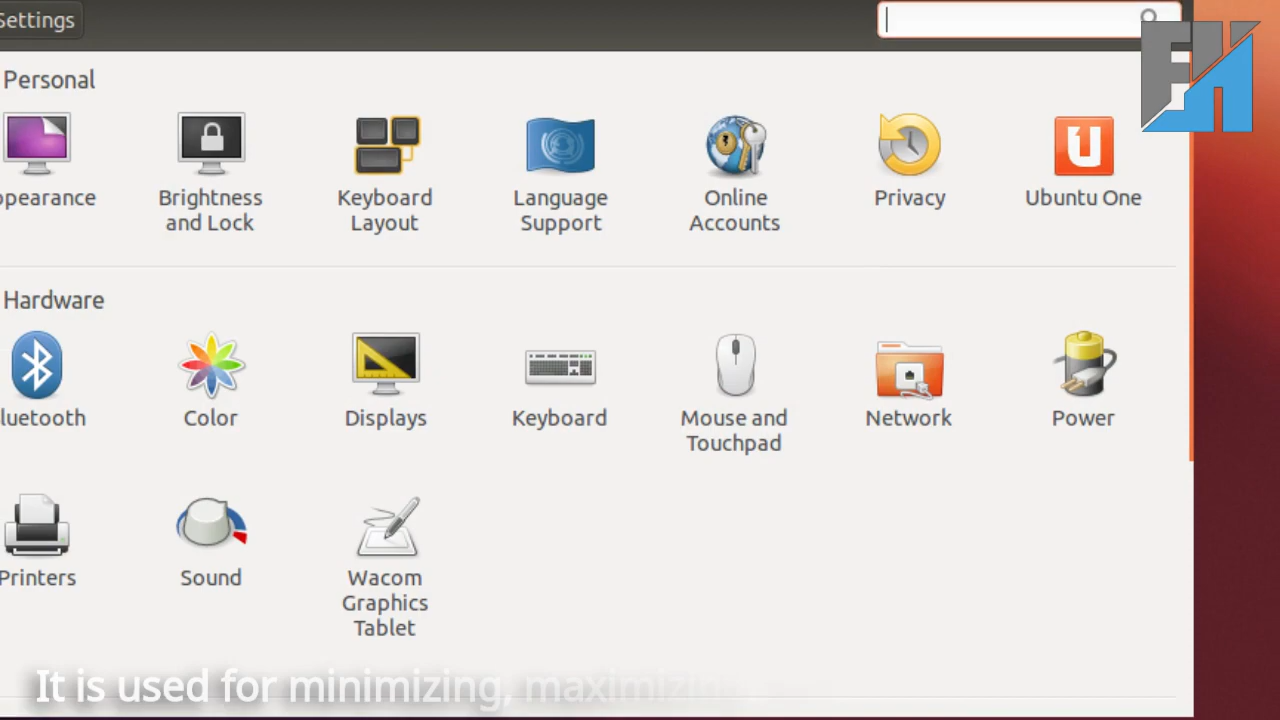 Settings
Personal
ppearance
Brightness
and Lock
Keyboard
Layout
Language
Support
Online
Accounts
Privacy
Ubuntu One
Hardware
luetooth
Color
Displays
Keyboard
Mouse and
Touchpad
Network
Power
Printers
Sound
Wacom
Graphics
Tablet
It is used for minimizing, maximizin